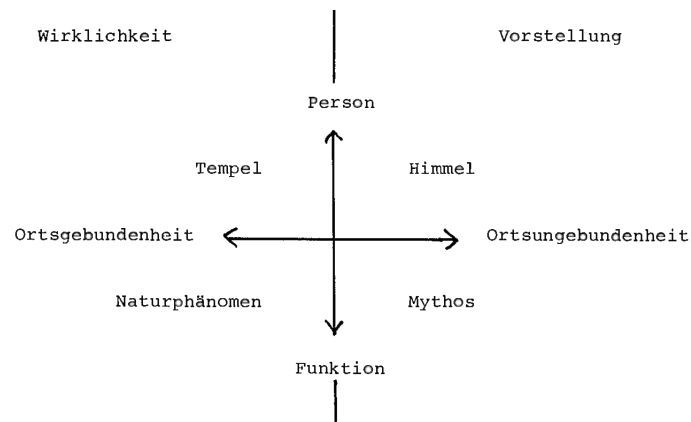 Wirklichkeit Vorstellung
Person
Tempel Himmel
Ortsgebundenheit Ortsungebundenheit
Naturphänomen Mythos
Funktion